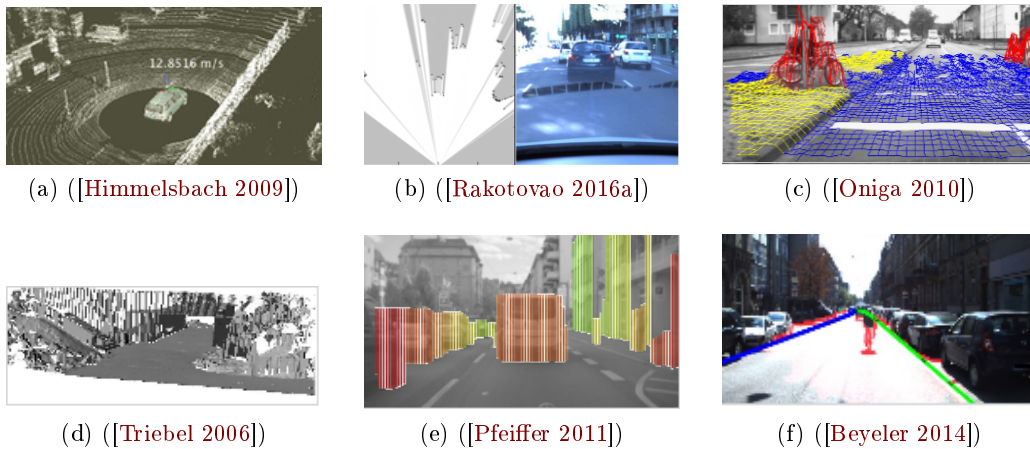 12.8516 m/s
(a) ([Himmelsbach 2009])
(b) ([Rakotovao 2016a])
(c) ([Oniga 2010])
(d) ([Triebel 2006])
(e) ([Pfeiffer 2011])
(f) ([Beyeler 2014])